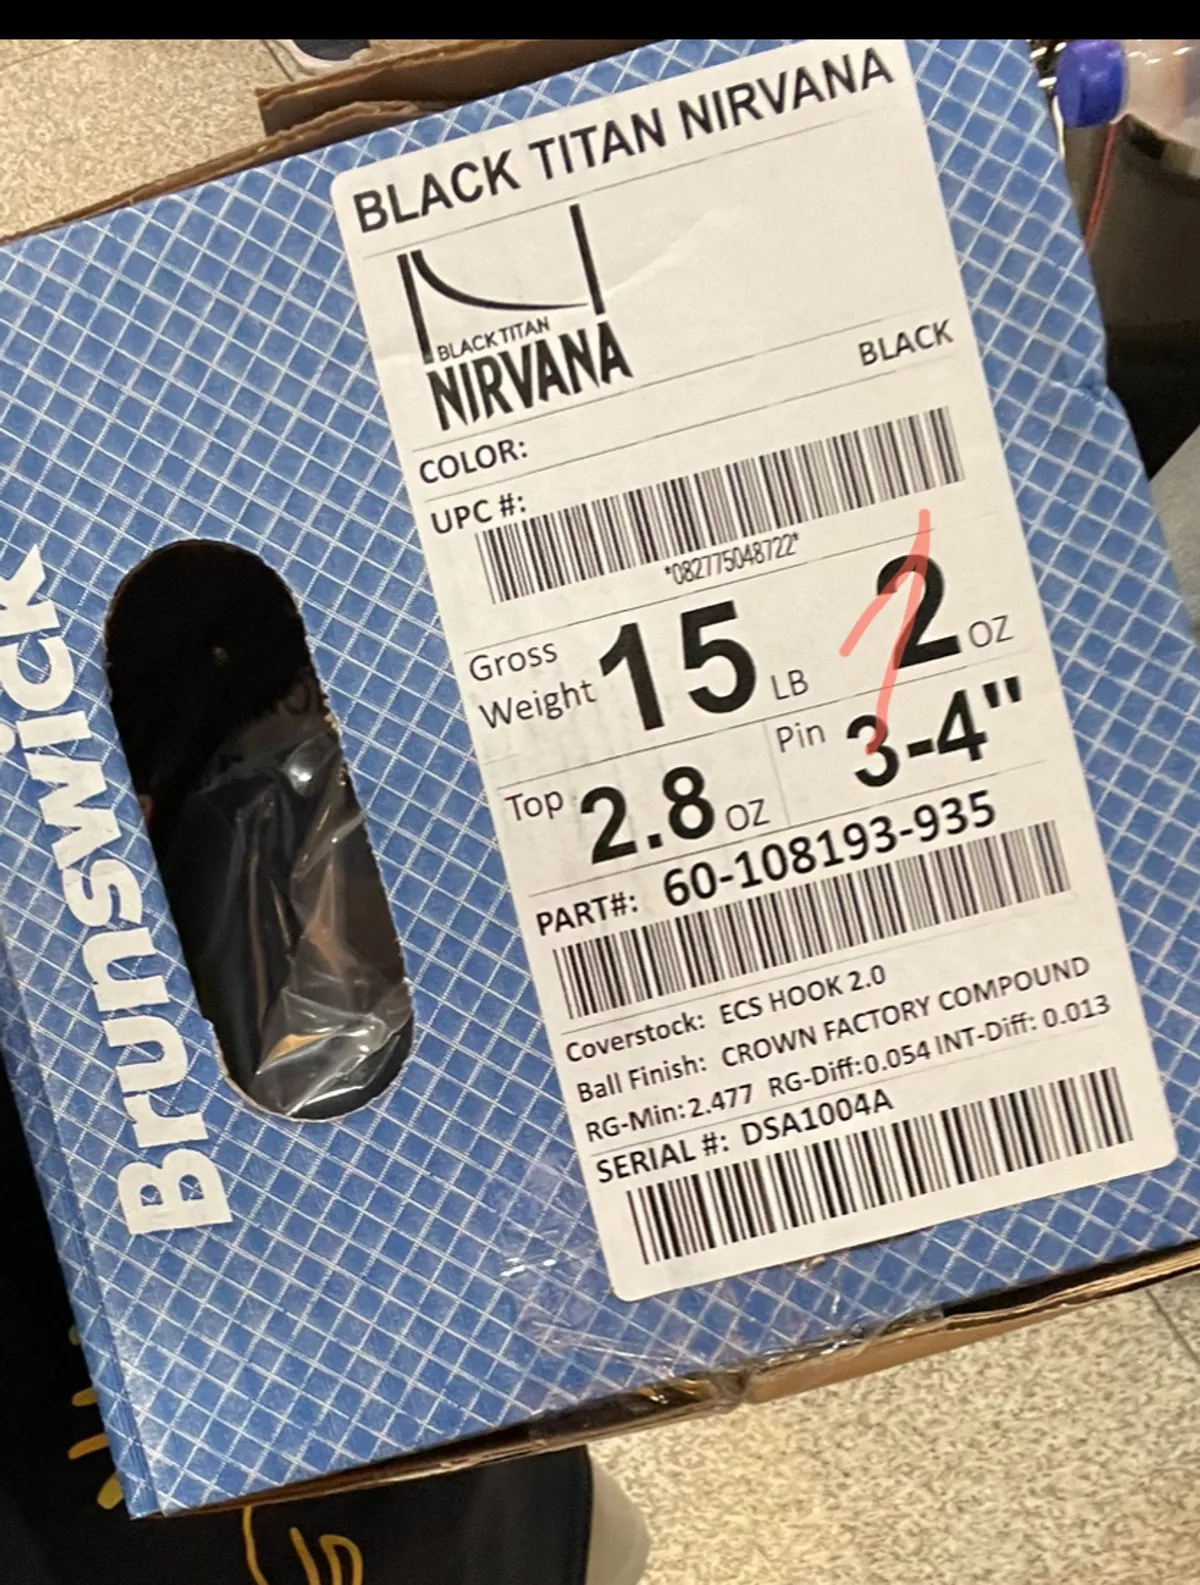 BLACK TITAN NIRVANA
BLACK TITAN
NIRVANA
COLOR: BLACK
UPC #:
*082775048722*
Gross Weight 15 LB 2 OZ
Top 2.8 OZ Pin 3-4"
PART#: 60-108193-935
Coverstock: ECS HOOK 2.0
Ball Finish: CROWN FACTORY COMPOUND
RG-Min: 2.477 RG-Diff: 0.054 INT-Diff: 0.013
SERIAL #: DSA1004A
Brunswick